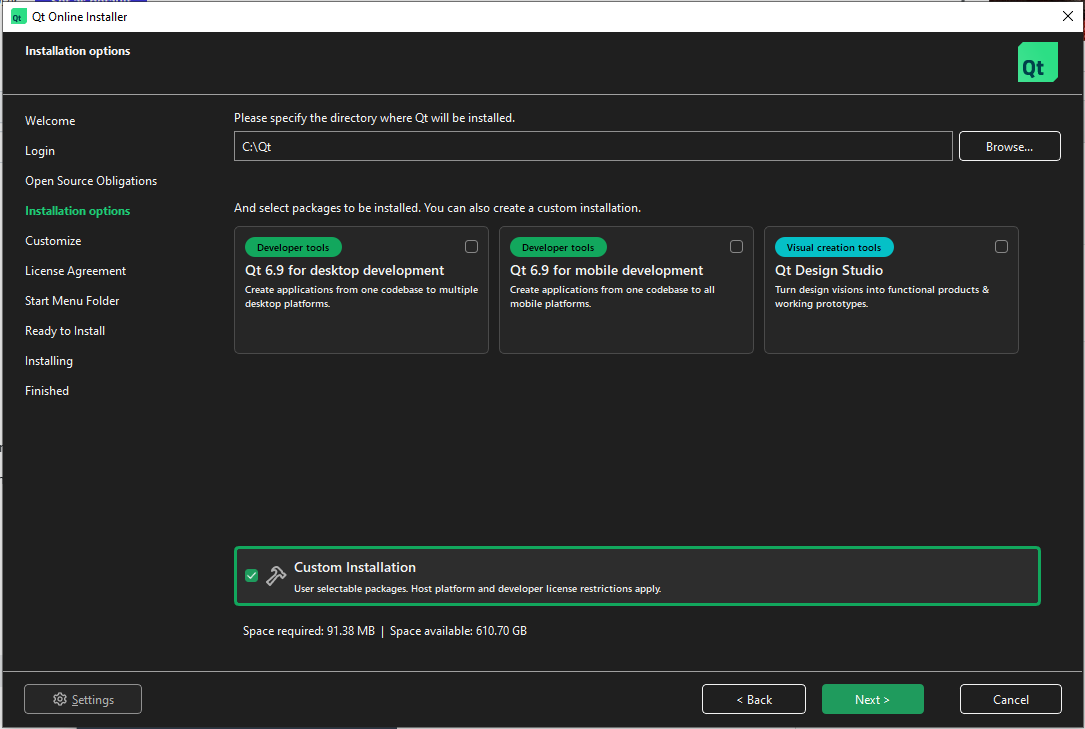 Qt Online Installer
Installation options
Qt
Welcome
Login
Open Source Obligations
Installation options
Customize
License Agreement
Start Menu Folder
Ready to Install
Installing
Finished
Please specify the directory where Qt will be installed.
C:\Qt
Browse...
And select packages to be installed. You can also create a custom installation.
Developer tools
Qt 6.9 for desktop development
Create applications from one codebase to multiple
desktop platforms.
Developer tools
Qt 6.9 for mobile development
Create applications from one codebase to all
mobile platforms.
Visual creation tools
Qt Design Studio
Turn design visions into functional products &
working prototypes.
Custom Installation
User selectable packages. Host platform and developer license restrictions apply.
Space required: 91.38 MB | Space available: 610.70 GB
Settings
< Back
Next >
Cancel